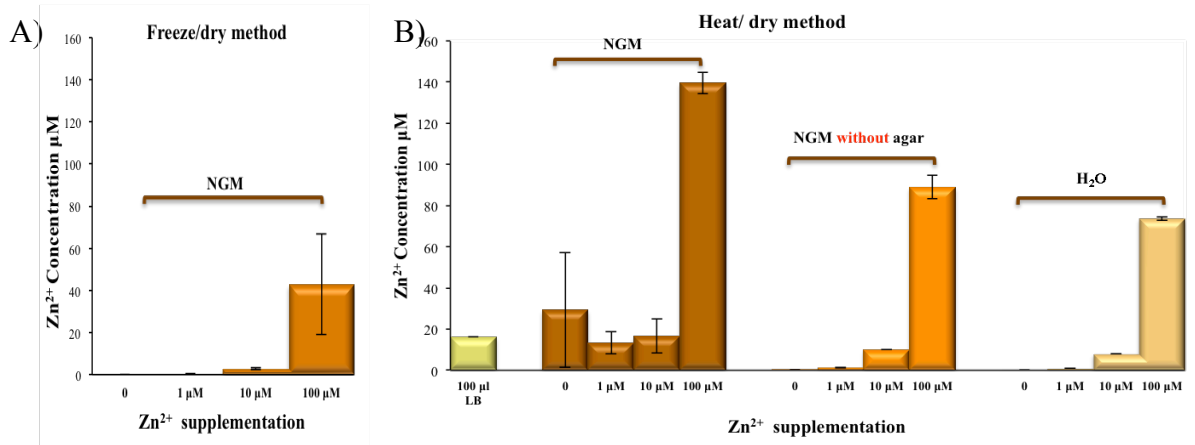 A)
Freeze/dry method
160
140
120
100
80
60
40
20
0
Zn²⁺ Concentration µM
NGM
0 1 µM 10 µM 100 µM
Zn²⁺ supplementation
B)
Heat/ dry method
160
140
120
100
80
60
40
20
0
Zn²⁺ Concentration µM
NGM
NGM without agar
H₂O
100 µl
LB
0 1 µM 10 µM 100 µM
0 1 µM 10 µM 100 µM
0 1 µM 10 µM 100 µM
Zn²⁺ supplementation